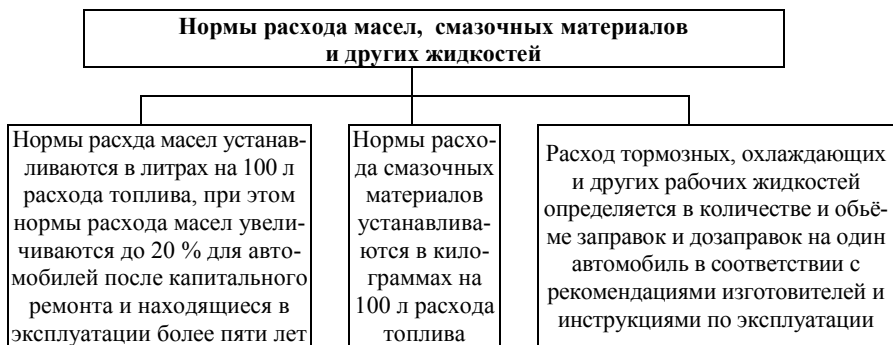 Нормы расхода масел, смазочных материалов
и других жидкостей
Нормы расхда масел устанав-
ливаются в литрах на 100 л
расхода топлива, при этом
нормы расхода масел увели-
чиваются до 20 % для авто-
мобилей после капитального
ремонта и находящиеся в
эксплуатации более пяти лет
Нормы расхо-
да смазочных
материалов
устанавлива-
ются в кило-
граммах на
100 л расхода
топлива
Расход тормозных, охлаждающих
и других рабочих жидкостей
определяется в количестве и обьё-
ме заправок и дозаправок на один
автомобиль в соответствии с
рекомендациями изготовителей и
инструкциями по эксплуатации